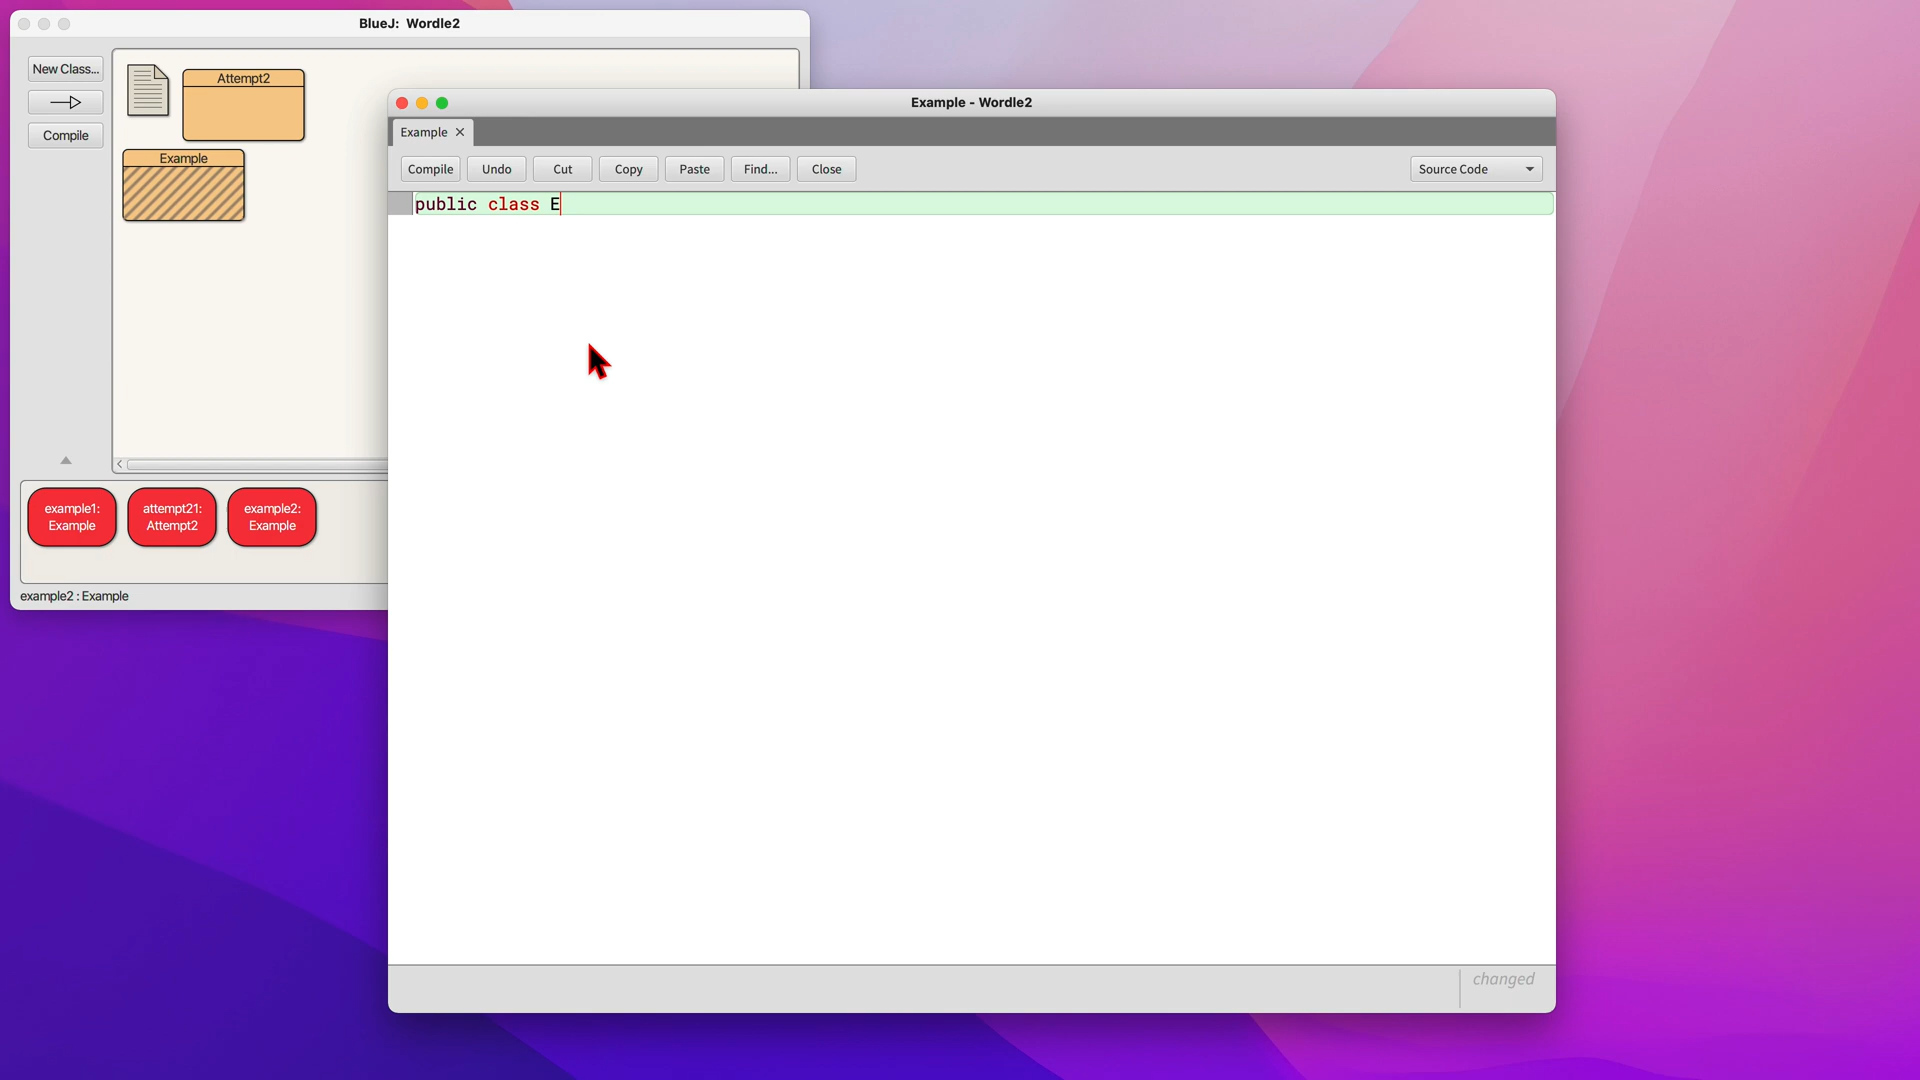 BlueJ: Wordle2
New Class...
Compile
Attempt2
Example
example1:
Example
attempt21:
Attempt2
example2:
Example
example2 : Example
Example - Wordle2
Example
Compile
Undo
Cut
Copy
Paste
Find...
Close
Source Code
public class E
changed